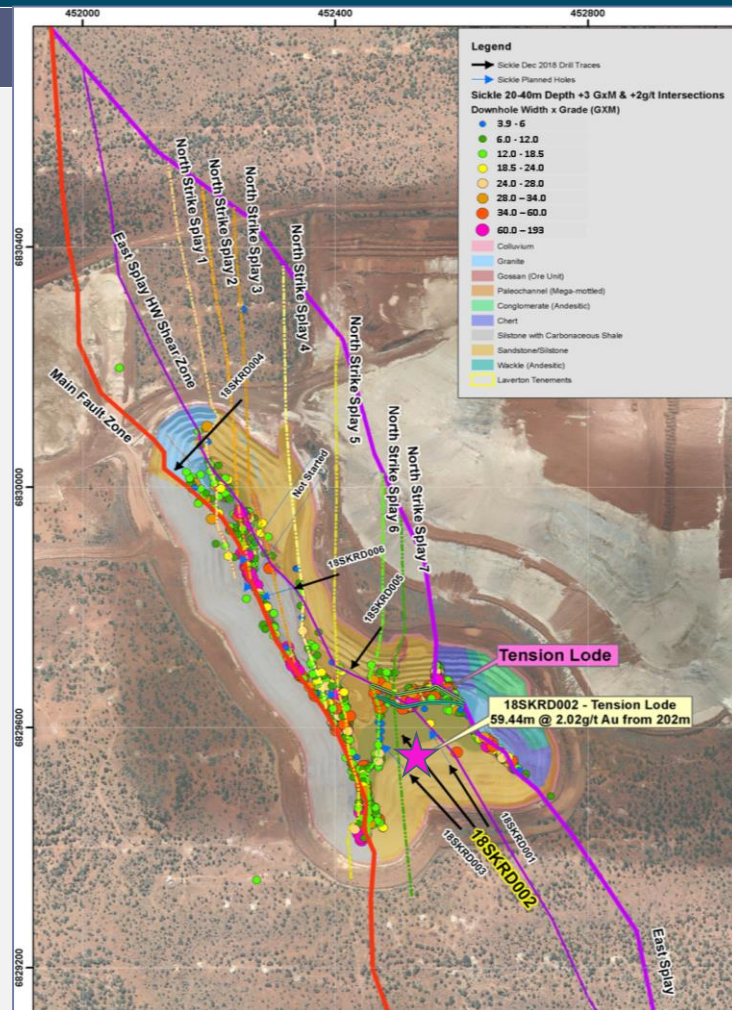 452000
452400
452800
6830400
6830000
6829600
6829200
Legend
Sickle Dec 2018 Drill Traces
Sickle Planned Holes
Sickle 20-40m Depth +3 GxM & +2g/t Intersections
Downhole Width x Grade (GXM)
3.9 - 6
6.0 - 12.0
12.0 - 18.5
18.5 - 24.0
24.0 - 28.0
28.0 - 34.0
34.0 - 60.0
60.0 - 193
Colluvium
Granite
Gossan (Ore Unit)
Paleochannel (Mega-mottled)
Conglomerate (Andesitic)
Chert
Silstone with Carbonaceous Shale
Sandstone/Silstone
Wackle (Andesitic)
Laverton Tenements
North Strike Splay 1
North Strike Splay 2
North Strike Splay 3
North Strike Splay 4
North Strike Splay 5
North Strike Splay 6
North Strike Splay 7
East Splay HW Shear Zone
Main Fault Zone
18SKRD004
Not Started
18SKRD006
18SKRD005
Tension Lode
18SKRD002 - Tension Lode
59.44m @ 2.02g/t Au from 202m
18SKRD001
18SKRD002
18SKRD003
East Splay